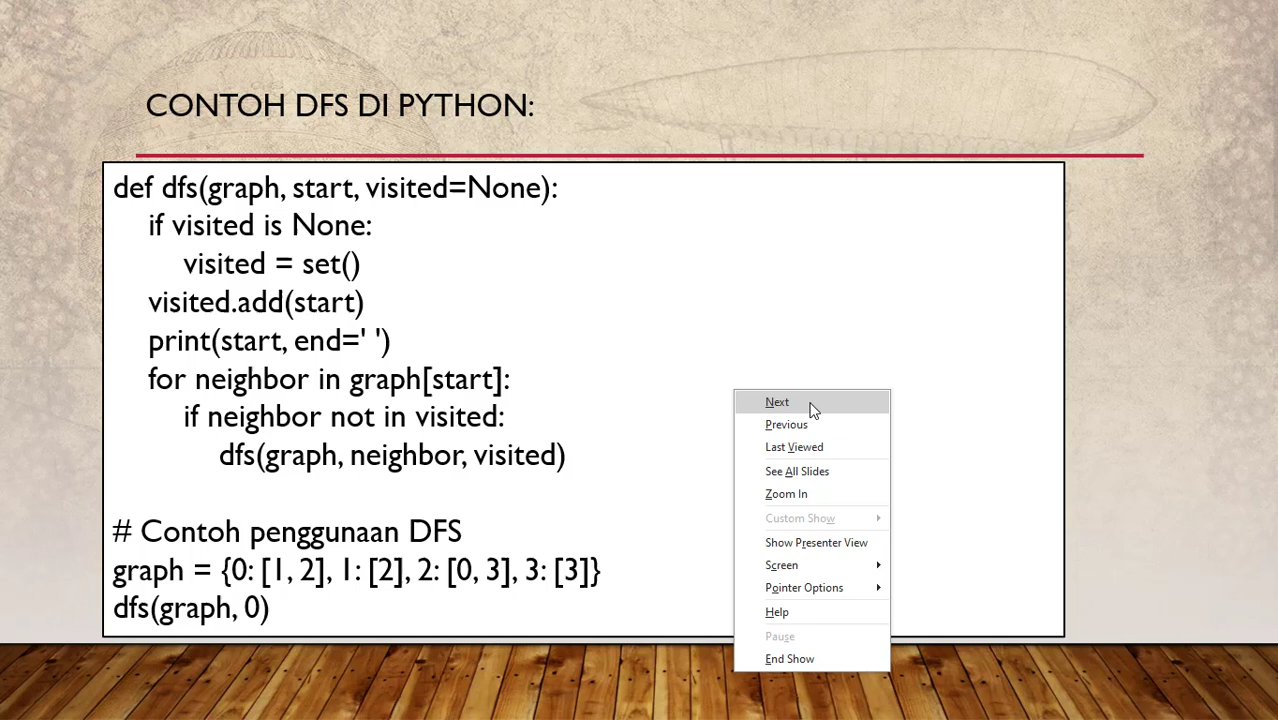 CONTOH DFS DI PYTHON:
def dfs(graph, start, visited=None):
if visited is None:
visited = set()
visited.add(start)
print(start, end=' ')
for neighbor in graph[start]:
if neighbor not in visited:
dfs(graph, neighbor, visited)
# Contoh penggunaan DFS
graph = {0: [1, 2], 1: [2], 2: [0, 3], 3: [3]}
dfs(graph, 0)
Next
Previous
Last Viewed
See All Slides
Zoom In
Custom Show
Show Presenter View
Screen
Pointer Options
Help
Pause
End Show